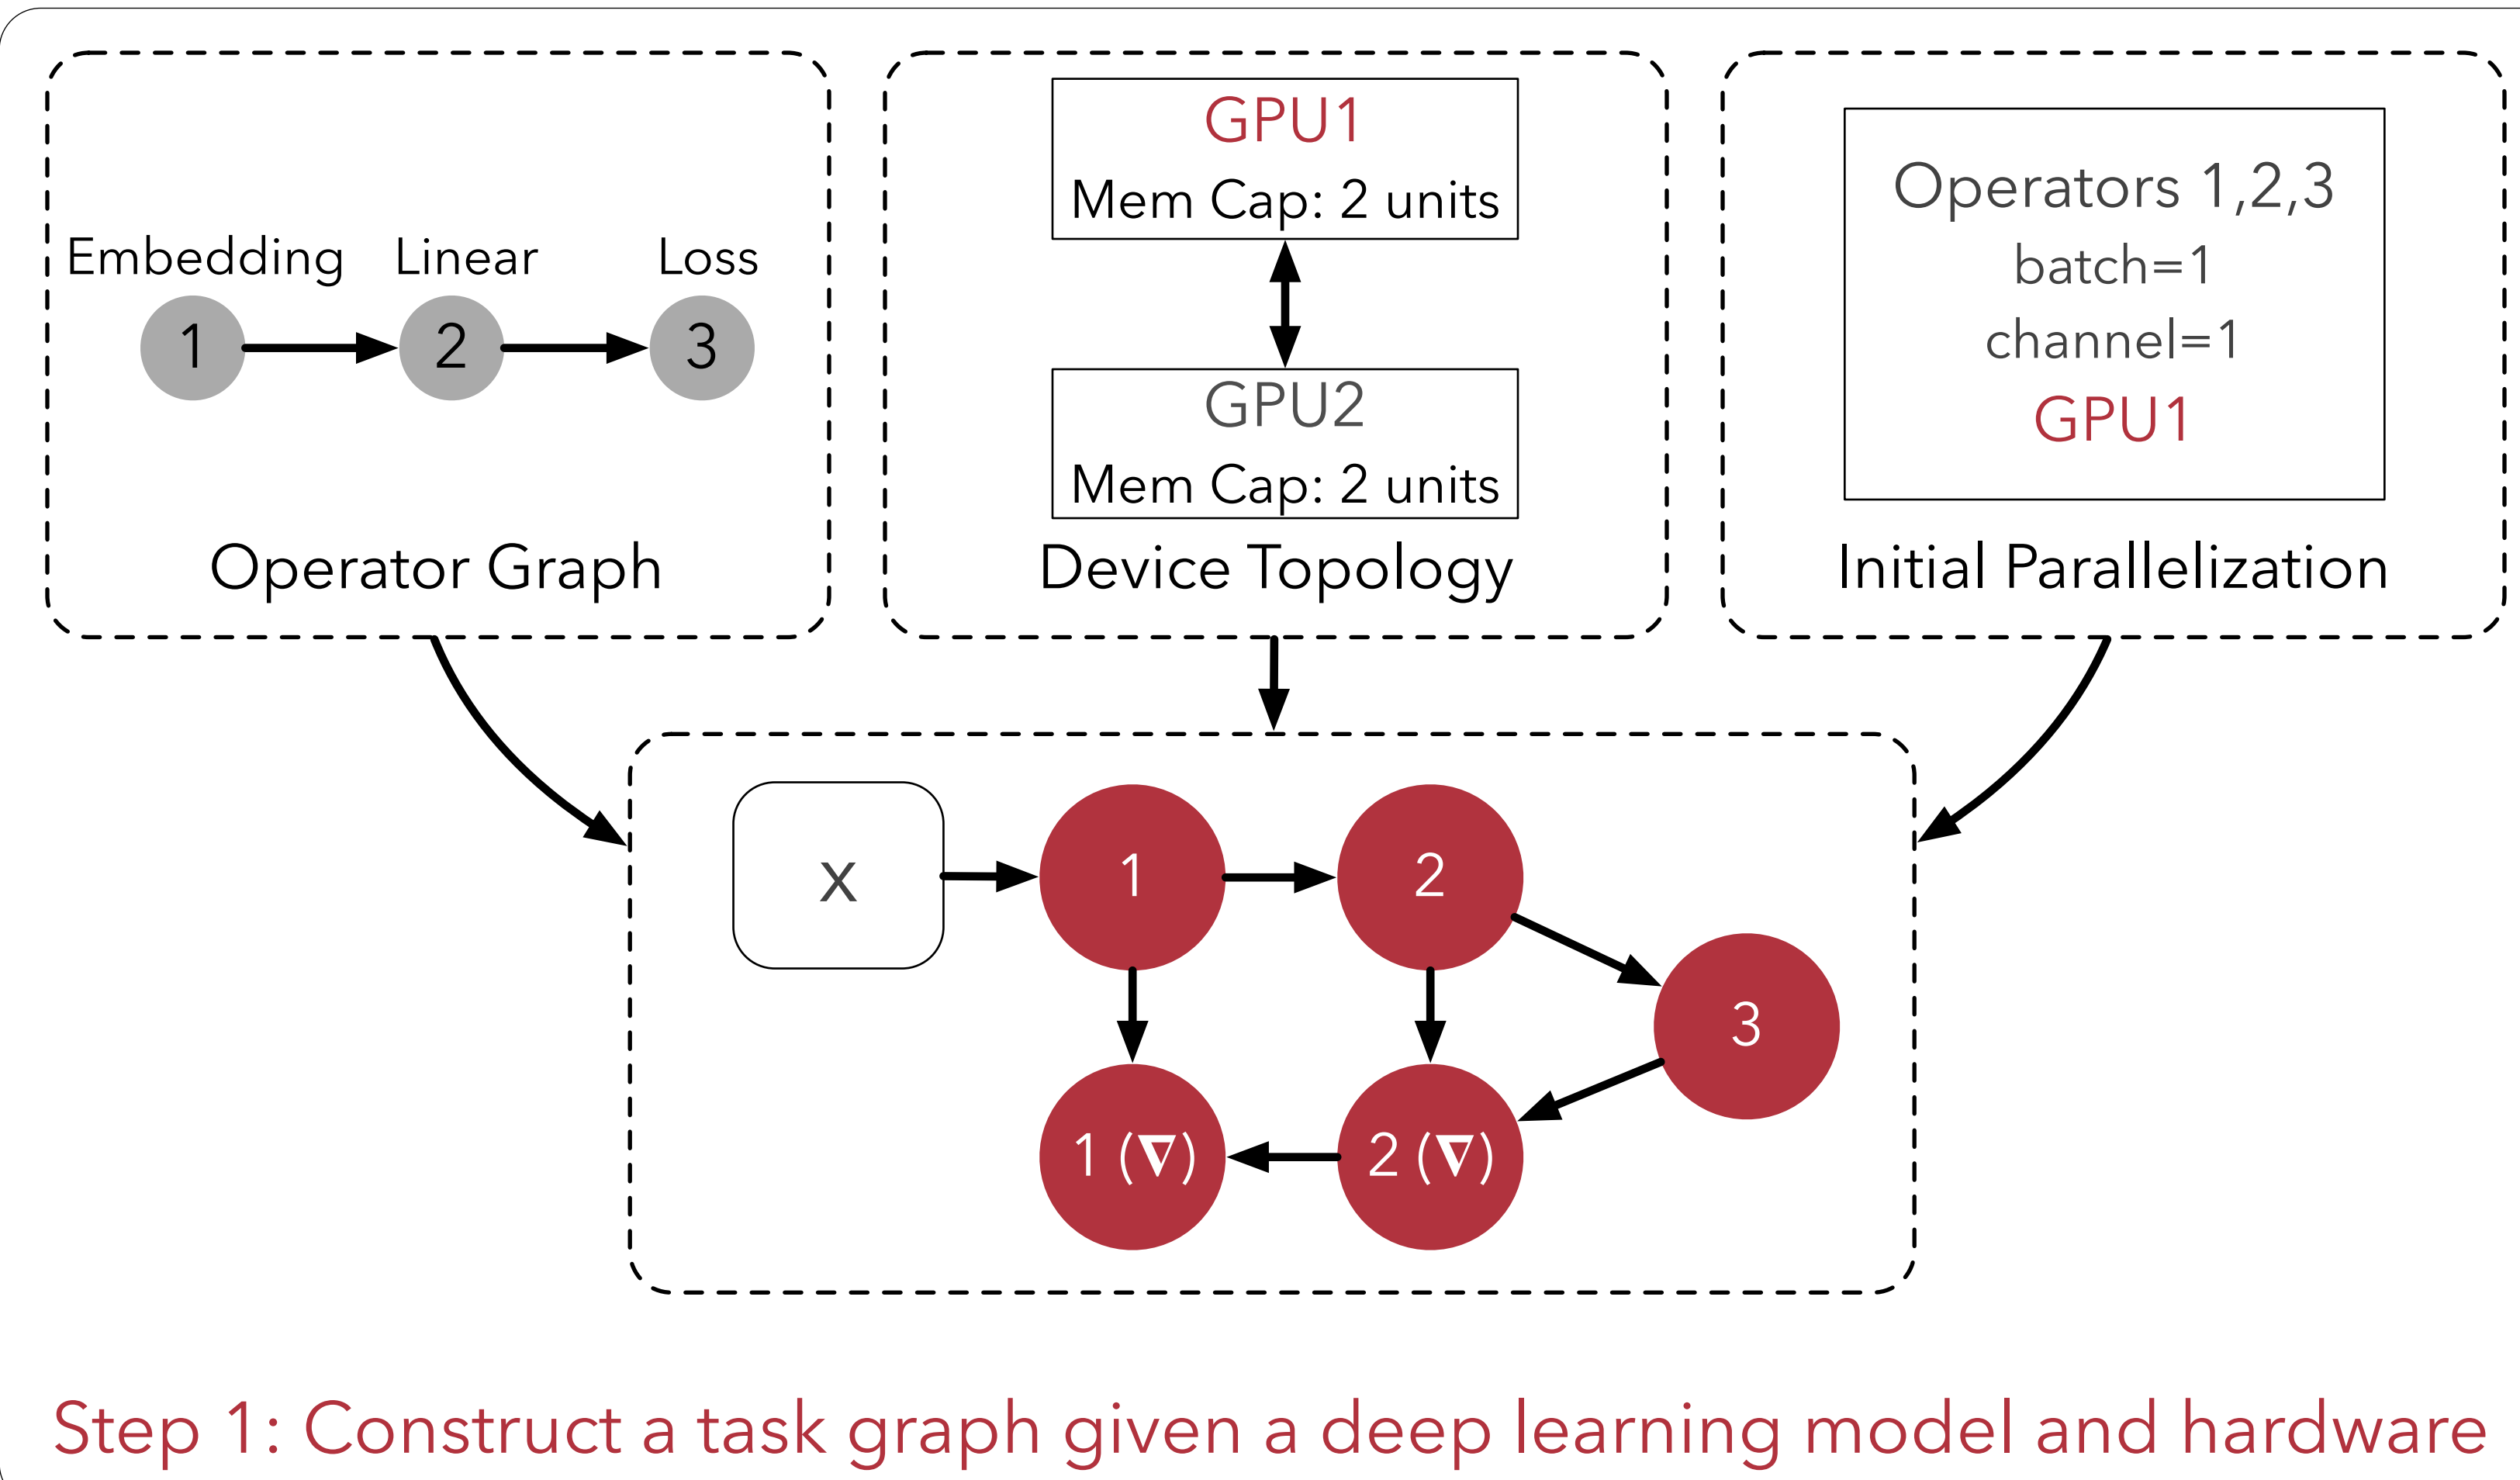 Embedding Linear Loss
1 2 3
Operator Graph
GPU1
Mem Cap: 2 units
GPU2
Mem Cap: 2 units
Device Topology
Operators 1,2,3
batch=1
channel=1
GPU1
Initial Parallelization
x 1 2
3
1 (∇) 2 (∇)
Step 1: Construct a task graph given a deep learning model and hardware